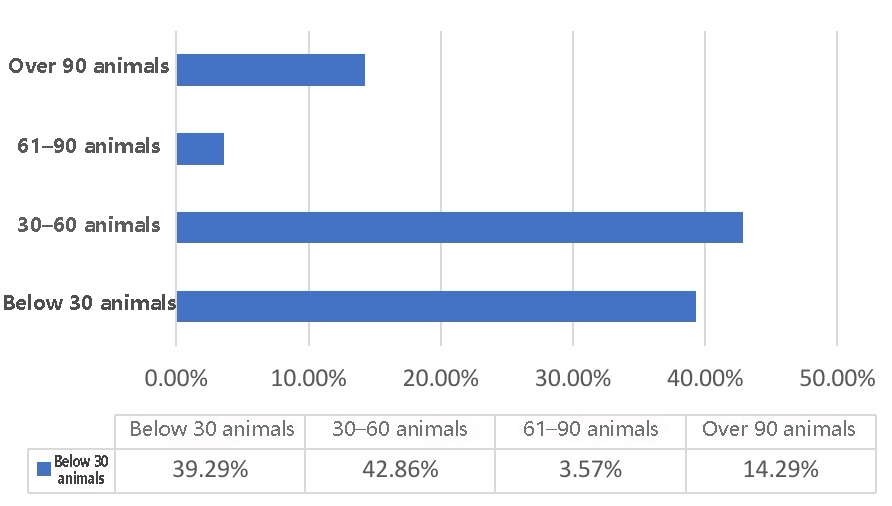 Over 90 animals
61–90 animals
30–60 animals
Below 30 animals
0.00% 10.00% 20.00% 30.00% 40.00% 50.00%
Below 30 animals 30–60 animals 61–90 animals Over 90 animals
Below 30
animals
39.29% 42.86% 3.57% 14.29%